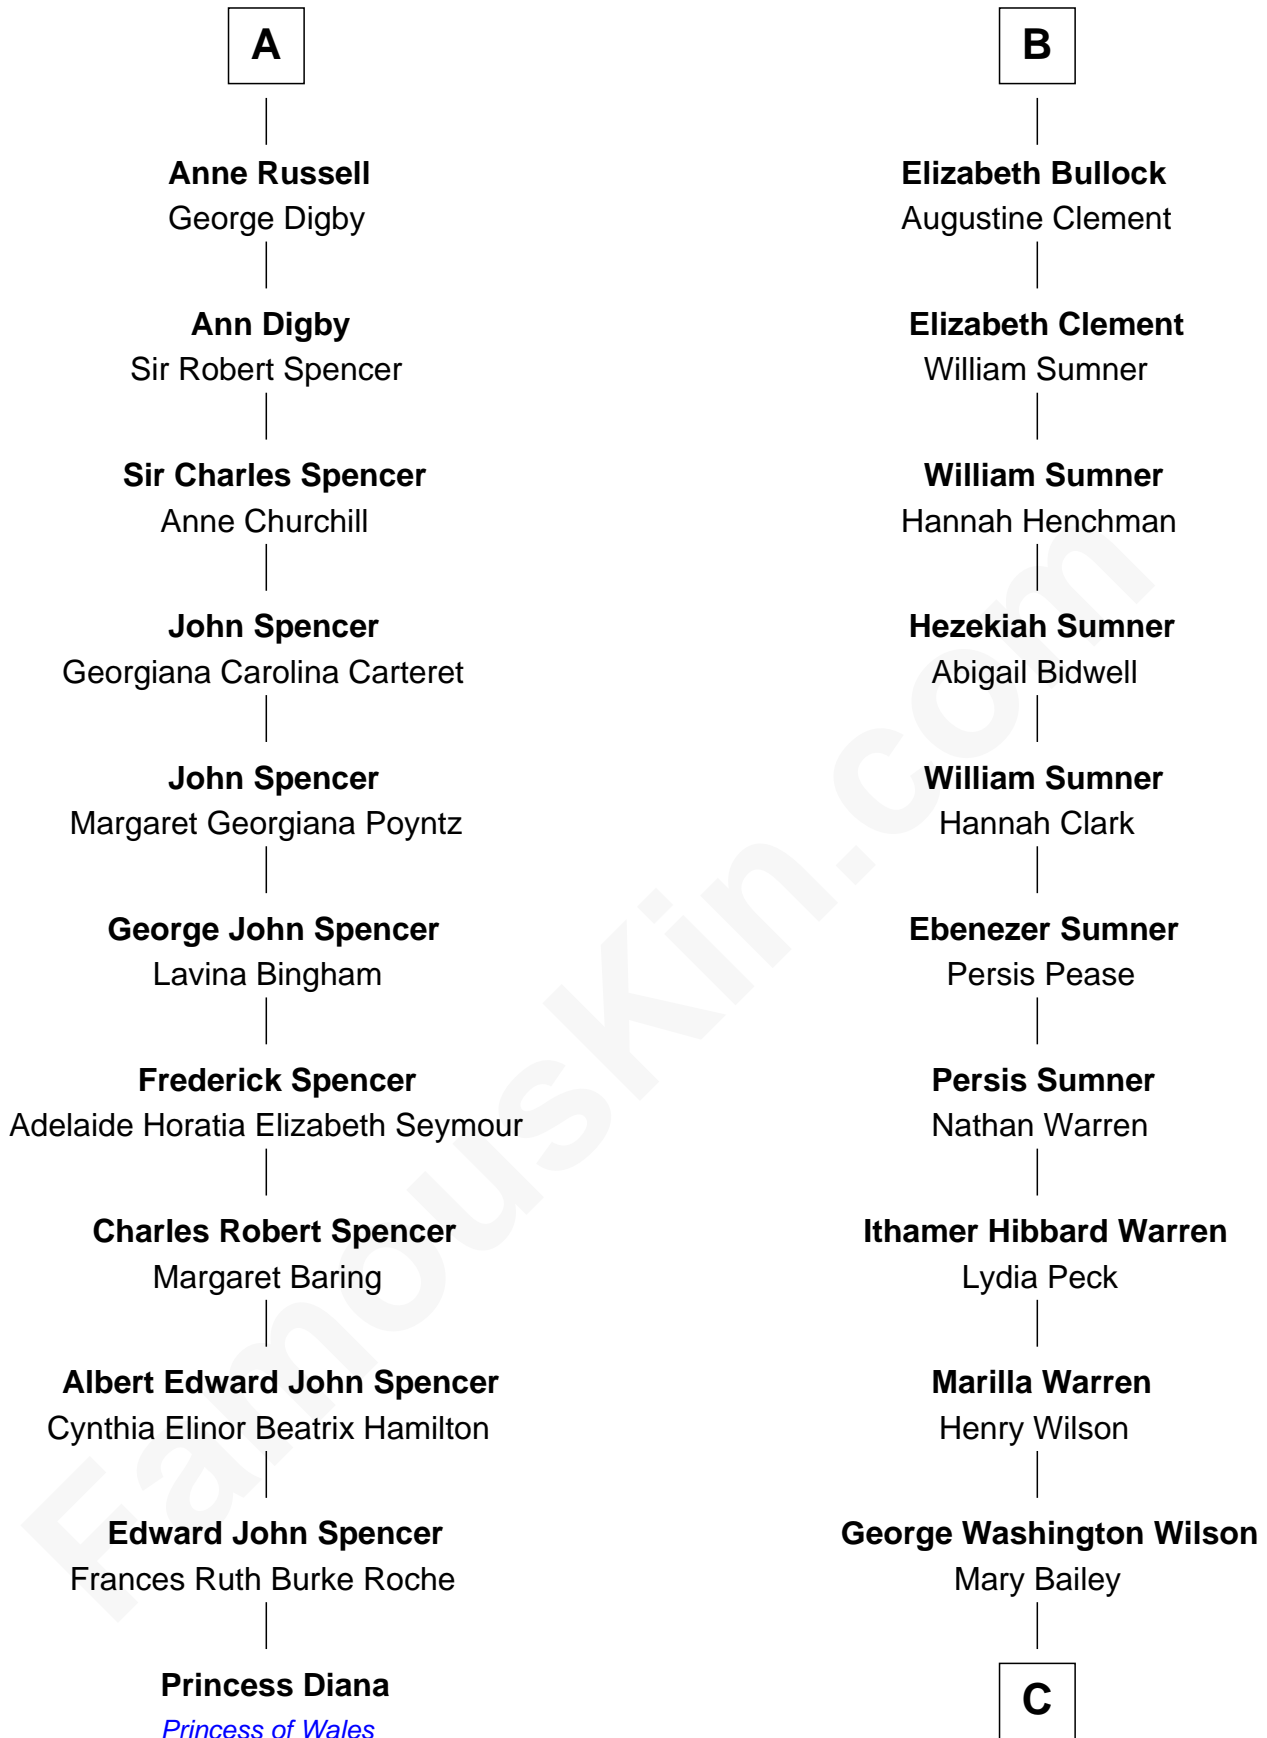 A
Anne Russell
George Digby
Ann Digby
Sir Robert Spencer
Sir Charles Spencer
Anne Churchill
John Spencer
Georgiana Carolina Carteret
John Spencer
Margaret Georgiana Poyntz
George John Spencer
Lavina Bingham
Frederick Spencer
Adelaide Horatia Elizabeth Seymour
Charles Robert Spencer
Margaret Baring
Albert Edward John Spencer
Cynthia Elinor Beatrix Hamilton
Edward John Spencer
Frances Ruth Burke Roche
Princess Diana
Princess of Wales
B
Elizabeth Bullock
Augustine Clement
Elizabeth Clement
William Sumner
William Sumner
Hannah Henchman
Hezekiah Sumner
Abigail Bidwell
William Sumner
Hannah Clark
Ebenezer Sumner
Persis Pease
Persis Sumner
Nathan Warren
Ithamer Hibbard Warren
Lydia Peck
Marilla Warren
Henry Wilson
George Washington Wilson
Mary Bailey
C
FamousKin.com